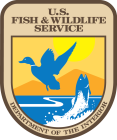 U.S.
FISH & WILDLIFE
SERVICE
DEPARTMENT OF THE INTERIOR